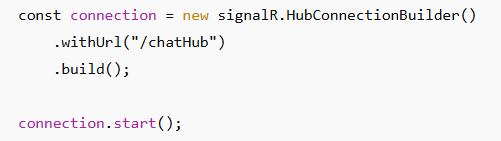 const connection = new signalR.HubConnectionBuilder()
    .withUrl("/chatHub")
    .build();

connection.start();